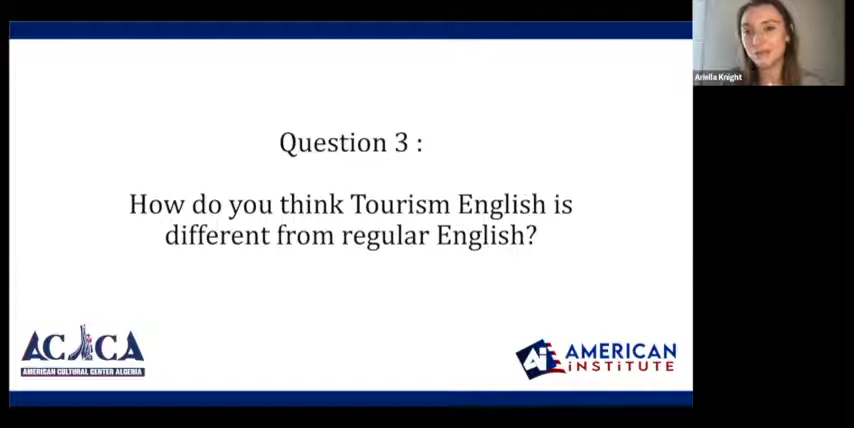 Question 3 :
How do you think Tourism English is
different from regular English?
Ariella Knight
ACCA
AMERICAN CULTURAL CENTER ALGERIA
Ai
AMERICAN
INSTITUTE